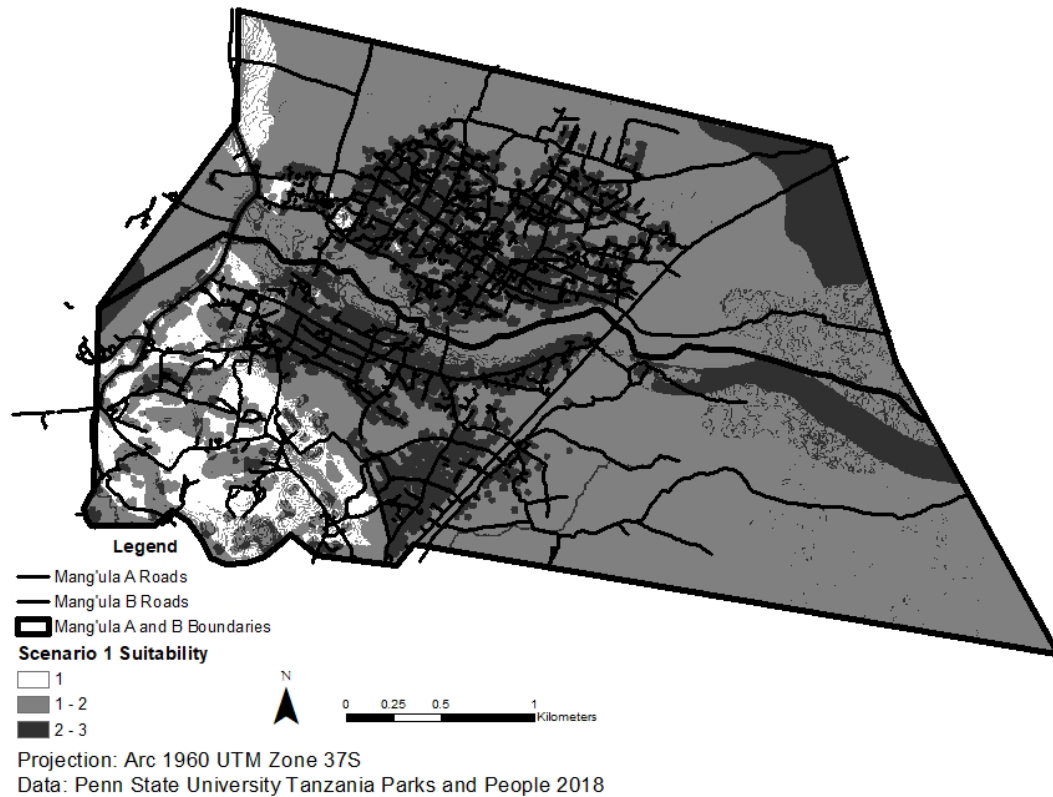 Legend
Mang'ula A Roads
Mang'ula B Roads
Mang'ula A and B Boundaries
Scenario 1 Suitability
1
1 - 2
2 - 3
N
0 0.25 0.5 1
Kilometers
Projection: Arc 1960 UTM Zone 37S
Data: Penn State University Tanzania Parks and People 2018